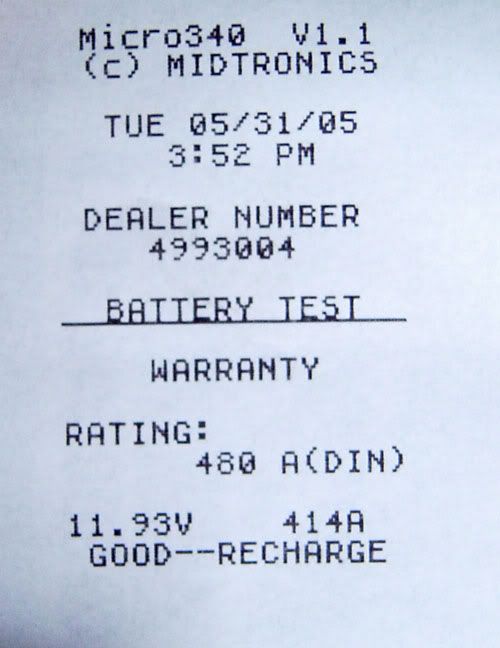 Micro340 V1.1
(c) MIDTRONICS
TUE 05/31/05
3:52 PM
DEALER NUMBER
4993004
BATTERY TEST
WARRANTY
RATING:
480 A(DIN)
11.93V 414A
GOOD--RECHARGE